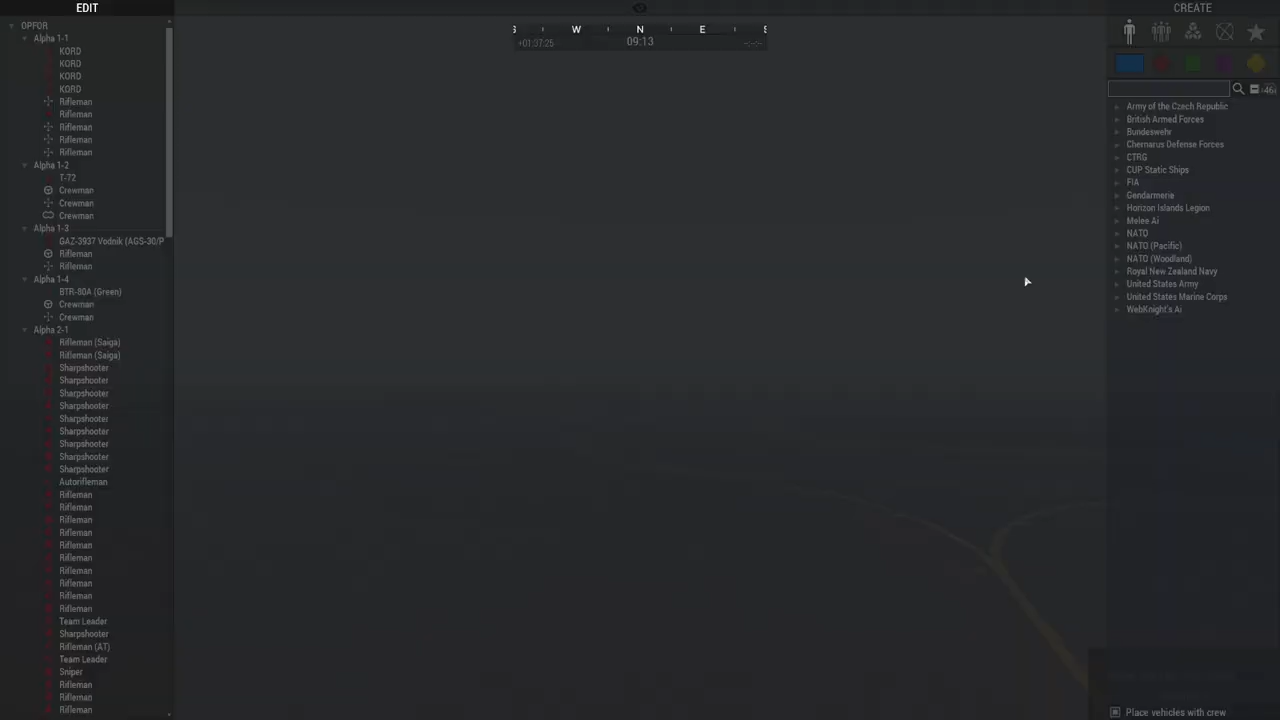 EDIT
OPFOR
Alpha 1-1
KORD
KORD
KORD
KORD
Rifleman
Rifleman
Rifleman
Rifleman
Rifleman
Alpha 1-2
T-72
Crewman
Crewman
Crewman
Alpha 1-3
GAZ-3937 Vodnik (AGS-30/P
Rifleman
Rifleman
Alpha 1-4
BTR-80A (Green)
Crewman
Crewman
Alpha 2-1
Rifleman (Saiga)
Rifleman (Saiga)
Sharpshooter
Sharpshooter
Sharpshooter
Sharpshooter
Sharpshooter
Sharpshooter
Sharpshooter
Sharpshooter
Sharpshooter
Autorifleman
Rifleman
Rifleman
Rifleman
Rifleman
Rifleman
Rifleman
Rifleman
Rifleman
Rifleman
Rifleman
Team Leader
Sharpshooter
Rifleman (AT)
Team Leader
Sniper
Rifleman
Rifleman
Rifleman
S W N E S
+01:37:25 09:13 --:--
CREATE
Army of the Czech Republic
British Armed Forces
Bundeswehr
Chernarus Defense Forces
CTRG
CUP Static Ships
FIA
Gendarmerie
Horizon Islands Legion
Melee Ai
NATO
NATO (Pacific)
NATO (Woodland)
Royal New Zealand Navy
United States Army
United States Marine Corps
WebKnight's Ai
Place vehicles with crew